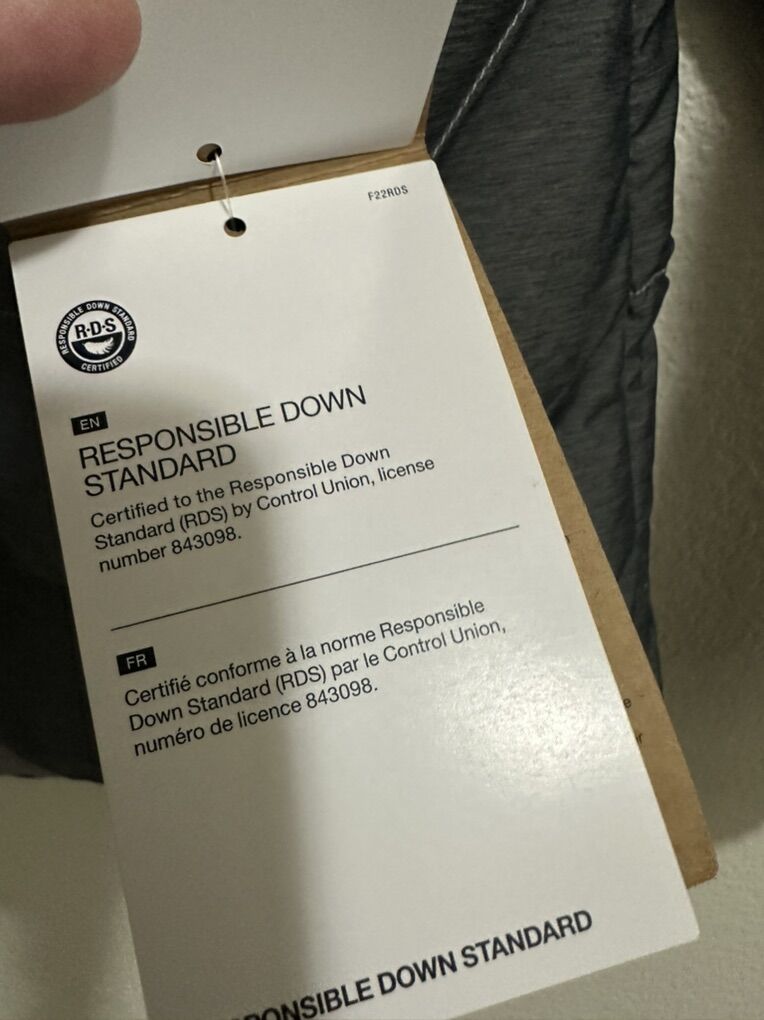 F22RDS
RESPONSIBLE DOWN STANDARD
R·D·S
CERTIFIED
EN
RESPONSIBLE DOWN
STANDARD
Certified to the Responsible Down
Standard (RDS) by Control Union, license
number 843098.
FR
Certifié conforme à la norme Responsible
Down Standard (RDS) par le Control Union,
numéro de licence 843098.
DOWN STANDARD